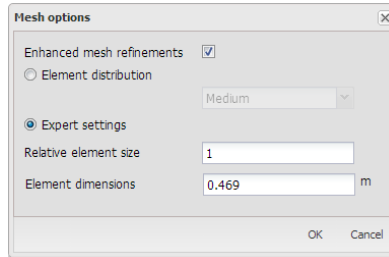 Mesh options
Enhanced mesh refinements
Element distribution
Medium
Expert settings
Relative element size 1
Element dimensions 0.469 m
OK Cancel